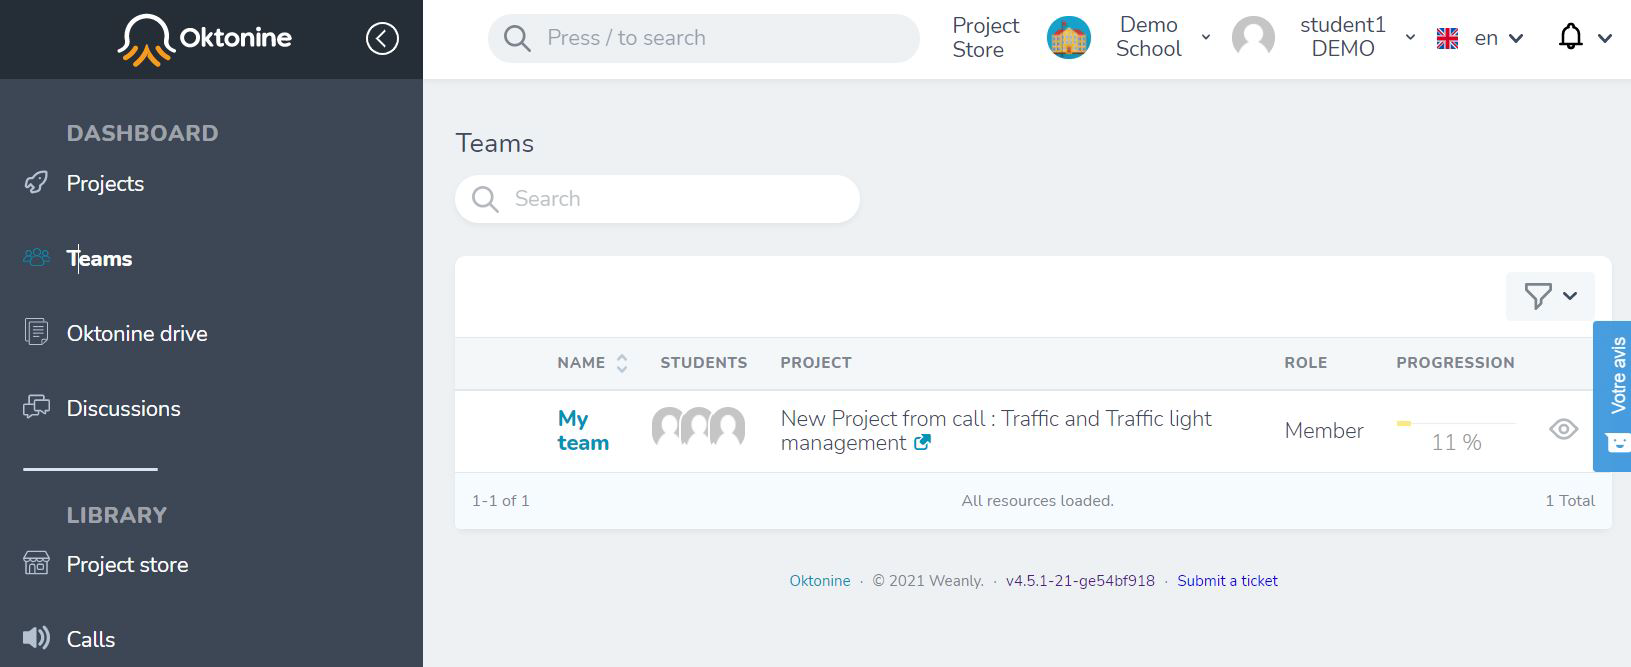 Oktonine
Press / to search
Project
Store
Demo
School
student1
DEMO
en
DASHBOARD
Projects
Teams
Oktonine drive
Discussions
LIBRARY
Project store
Calls
Teams
Search
NAME STUDENTS PROJECT ROLE PROGRESSION
My
team
New Project from call : Traffic and Traffic light
management
Member
11 %
1-1 of 1 All resources loaded. 1 Total
Oktonine · © 2021 Weanly. · v4.5.1-21-ge54bf918 · Submit a ticket
Votre avis